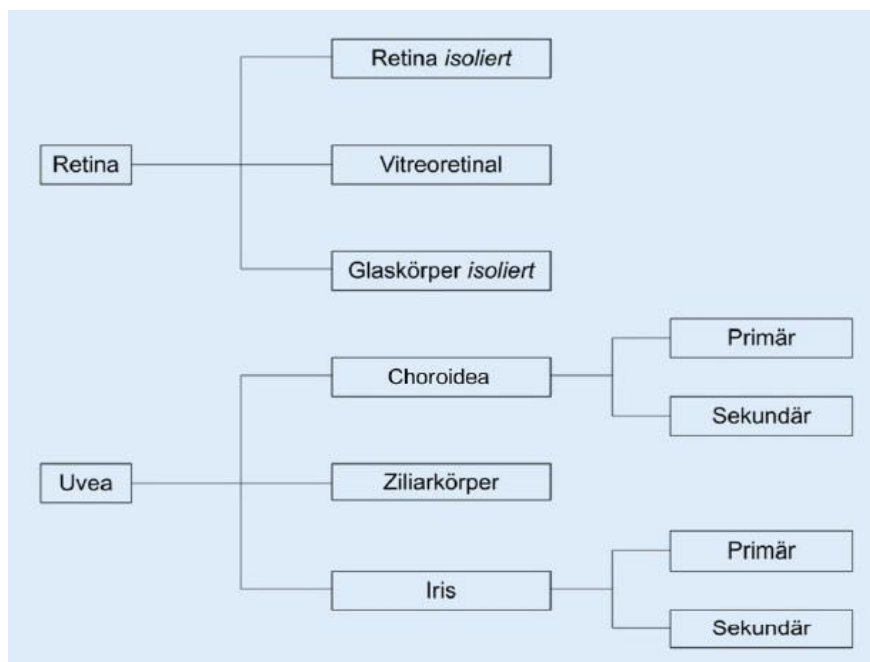 Retina isoliert
Retina
Vitreoretinal
Glaskörper isoliert
Primär
Choroidea
Sekundär
Uvea
Ziliarkörper
Primär
Iris
Sekundär